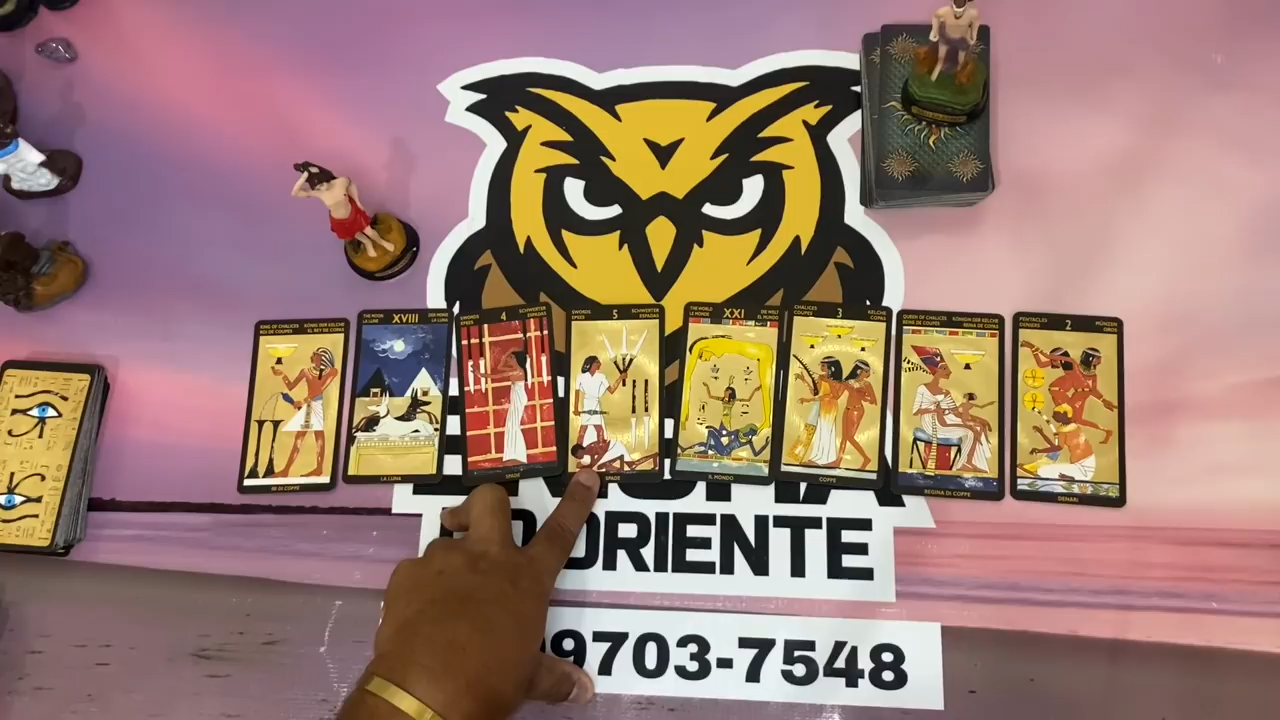 KING OF CHALICES
KÖNIG DER KELCHE
ROI DE COUPES
EL REY DE COPAS
RE DI COPPE
THE MOON
LA LUNE
XVIII
DER MOND
LA LUNA
LA LUNA
SWORDS
EPEES
4
SCHWERTER
ESPADAS
SPADE
SWORDS
EPEES
5
SCHWERTER
ESPADAS
SPADE
THE WORLD
LE MONDE
XXI
DIE WELT
EL MUNDO
IL MONDO
CHALICES
COUPES
3
KELCHE
COPAS
COPPE
QUEEN OF CHALICES
KÖNIGIN DER KELCHE
REINE DE COUPES
REINA DE COPAS
REGINA DI COPPE
PENTACLES
DENIERS
2
MÜNZEN
OROS
DENARI
ORIENTE
9703-7548